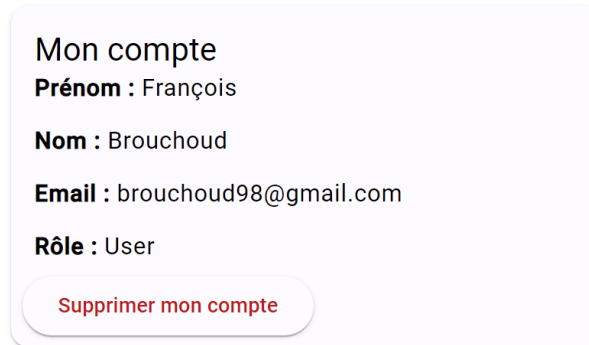 Mon compte
Prénom : François
Nom : Brouchoud
Email : brouchoud98@gmail.com
Rôle : User
Supprimer mon compte